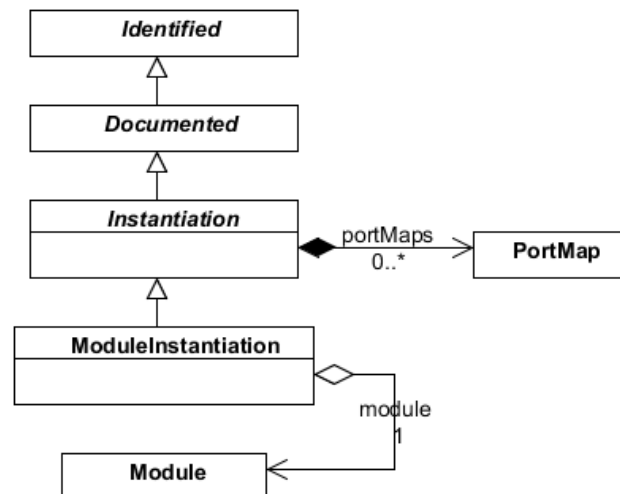 Identified
Documented
Instantiation
portMaps
0..*
PortMap
ModuleInstantiation
module
1
Module